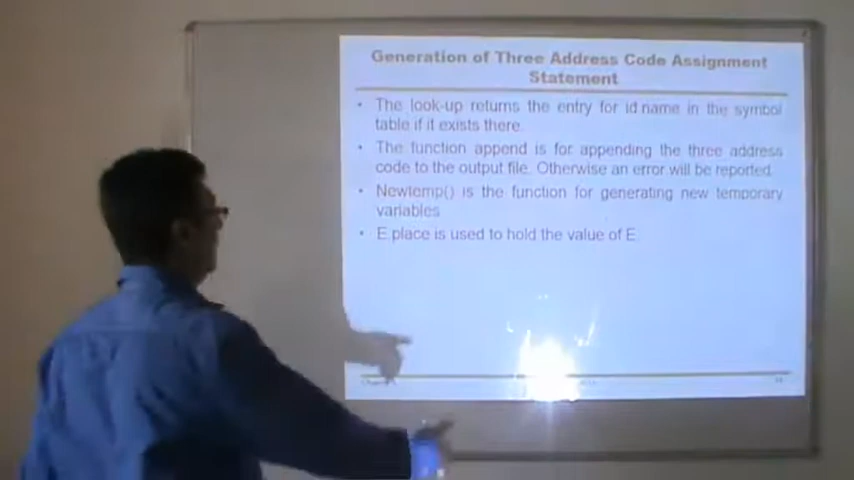 Generation of Three Address Code Assignment
Statement
• The look-up returns the entry for id.name in the symbol
table if it exists there.
• The function append is for appending the three address
code to the output file. Otherwise an error will be reported.
• Newtemp() is the function for generating new temporary
variables
• E.place is used to hold the value of E